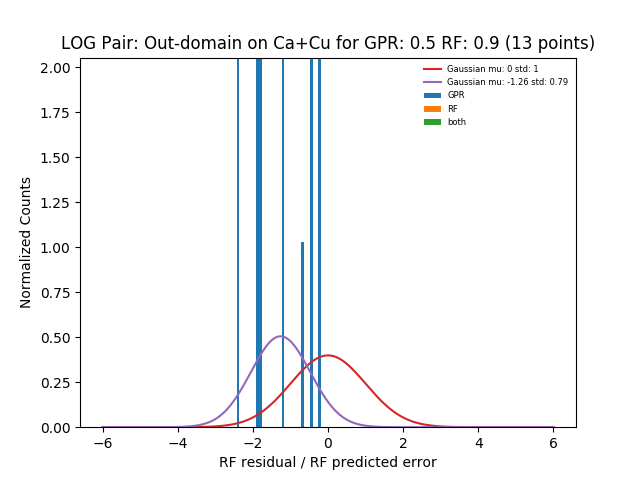 LOG Pair: Out-domain on Ca+Cu for GPR: 0.5 RF: 0.9 (13 points)
Gaussian mu: 0 std: 1
Gaussian mu: -1.26 std: 0.79
GPR
RF
both
2.00
1.75
1.50
1.25
1.00
0.75
0.50
0.25
0.00
Normalized Counts
−6
−4
−2
0
2
4
6
RF residual / RF predicted error